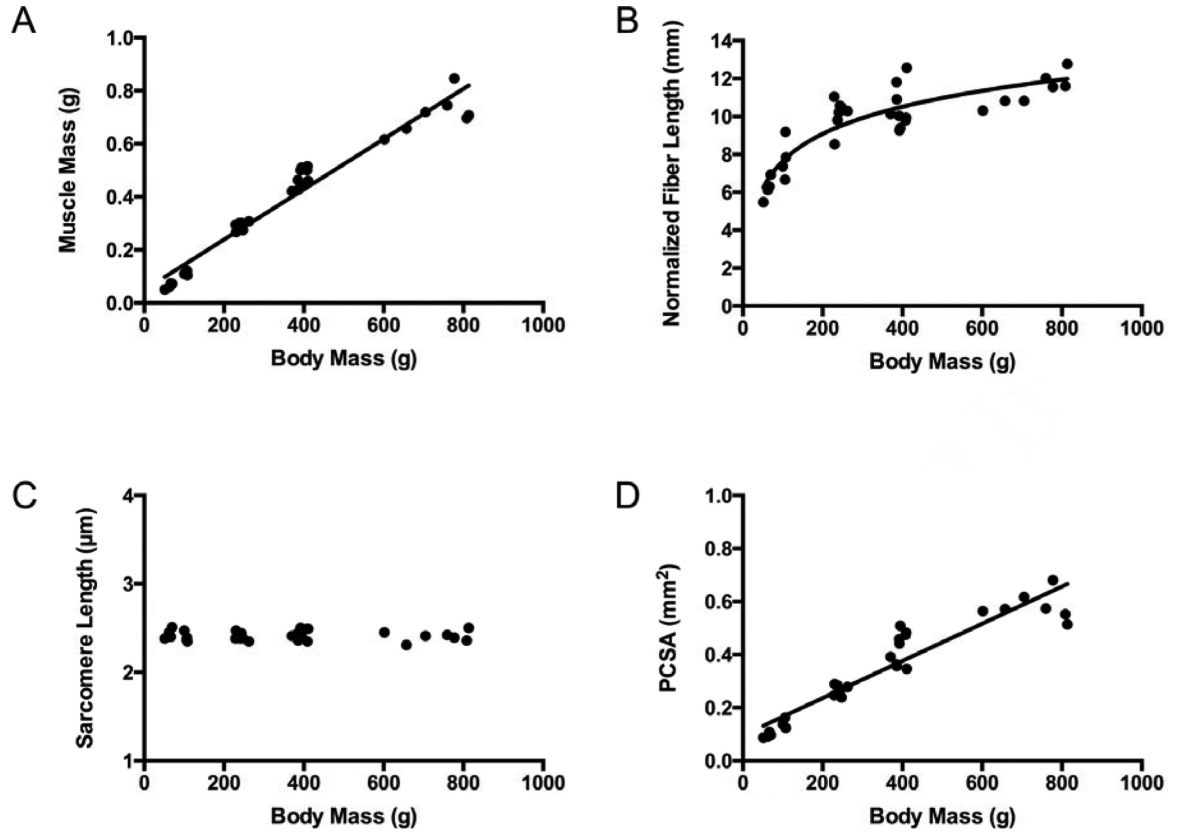 A
Muscle Mass (g)
1.0
0.8
0.6
0.4
0.2
0.0
0 200 400 600 800 1000
Body Mass (g)
B
Normalized Fiber Length (mm)
14
12
10
8
6
4
2
0
0 200 400 600 800 1000
Body Mass (g)
C
Sarcomere Length (μm)
4
3
2
1
0 200 400 600 800 1000
Body Mass (g)
D
PCSA (mm²)
1.0
0.8
0.6
0.4
0.2
0.0
0 200 400 600 800 1000
Body Mass (g)